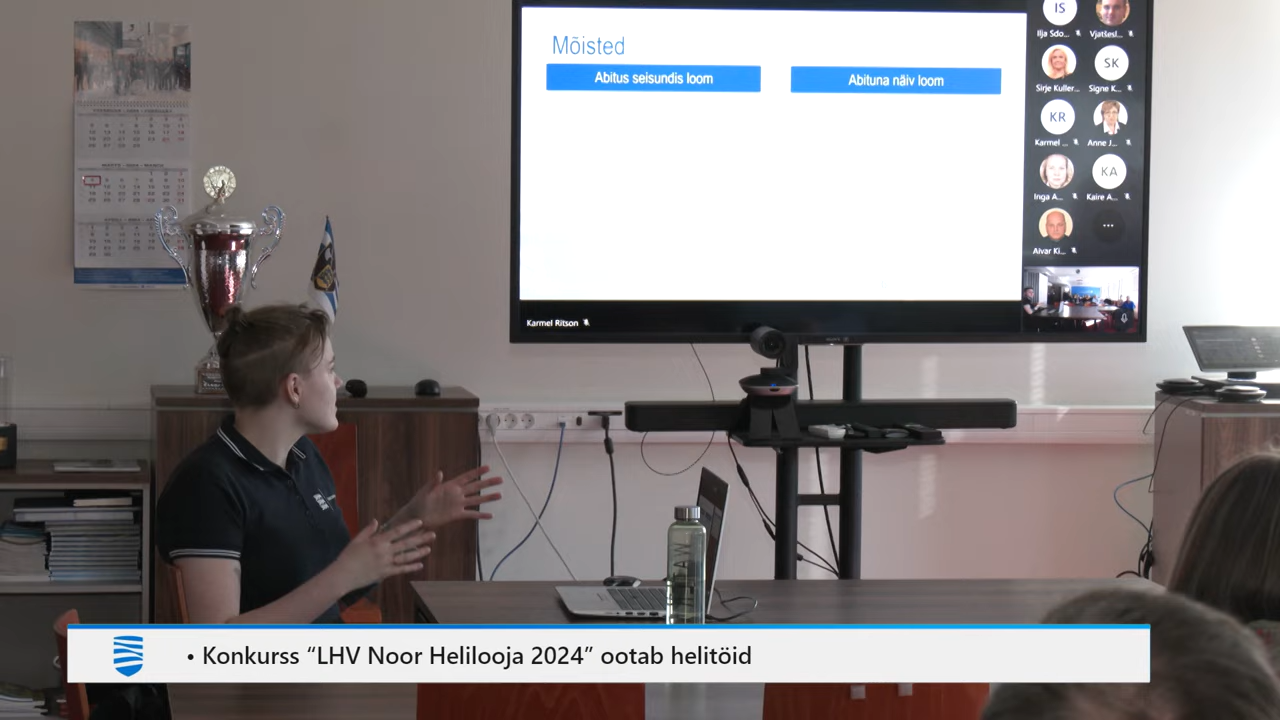 Mõisted
Abitus seisundis loom
Abituna näiv loom
IS
Ilja Sdo...
Vjatšesl...
SK
Sirje Kuller...
Signe K...
KR
Karmel ...
Anne J...
KA
Inga A...
Kaire A...
Aivar Ki...
Karmel Ritson
• Konkurss “LHV Noor Helilooja 2024” ootab helitöid